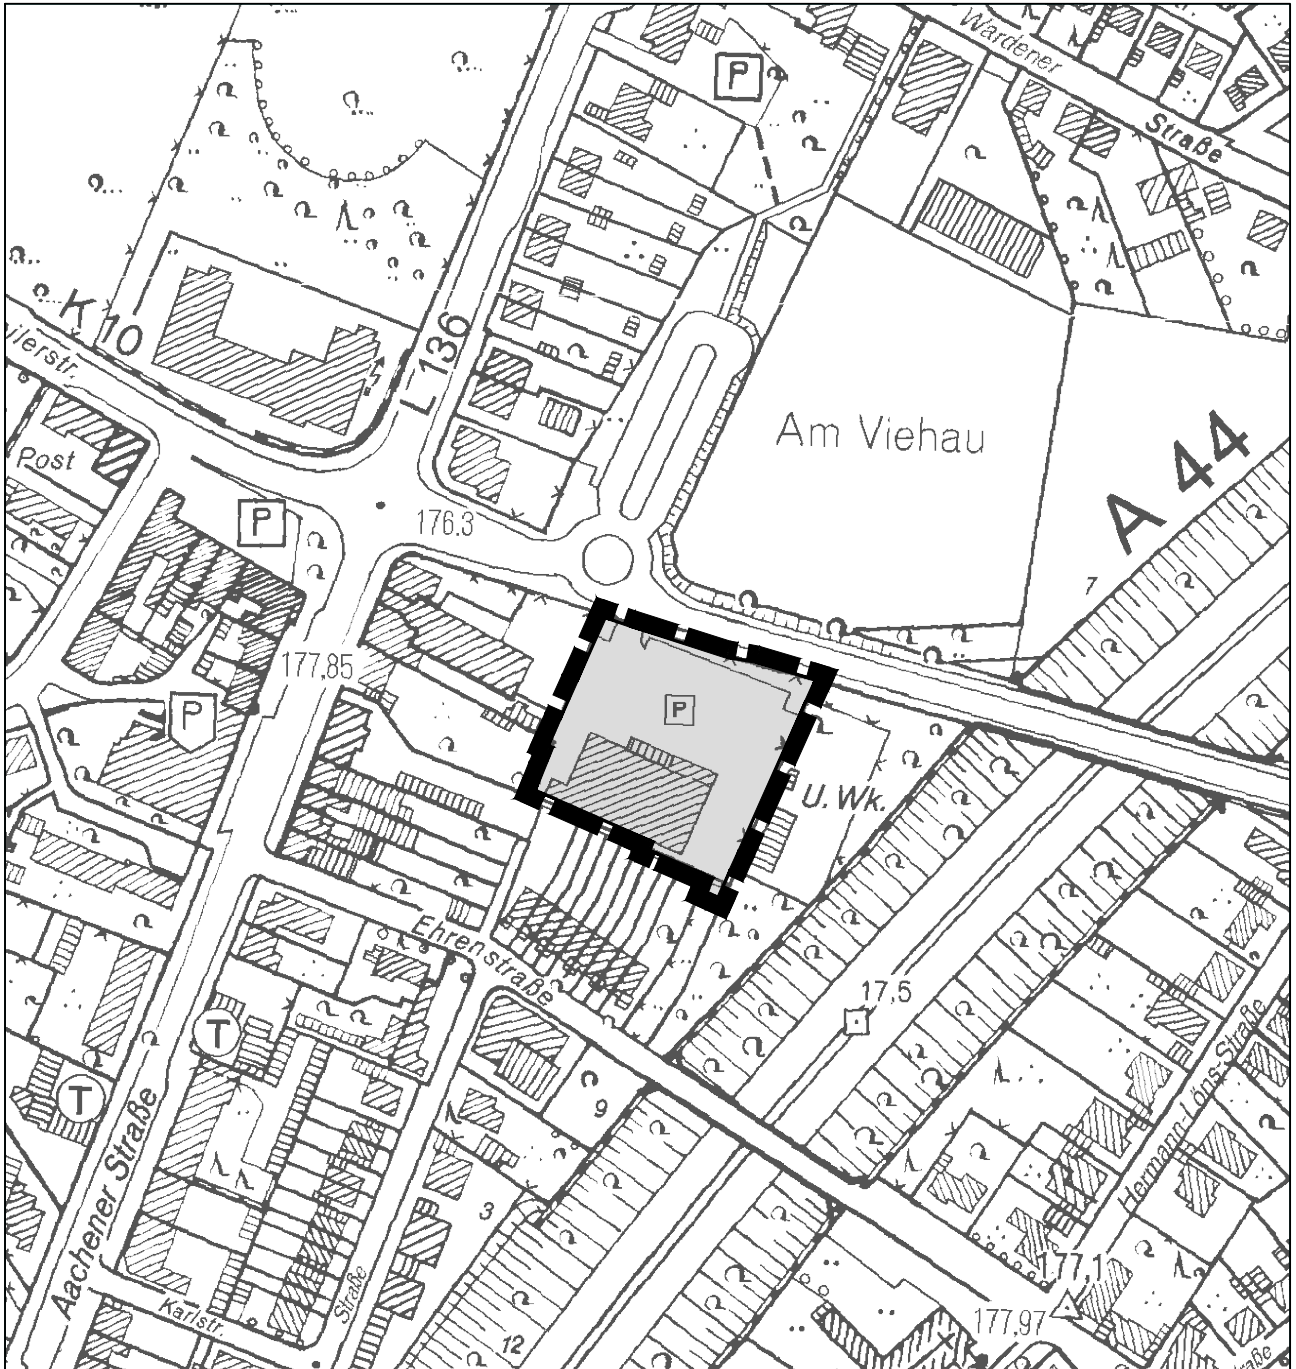 Wardener
Straße
P
K 10
L 136
Am Viehau
A 44
Post
P
176.3
7
177,85
P
P
U. Wk.
Ehrenstraße
17,5
T
T
9
Aachener Straße
Hermann-Löns-Straße
3
177,1
Karlstr.
Straße
177,97
12